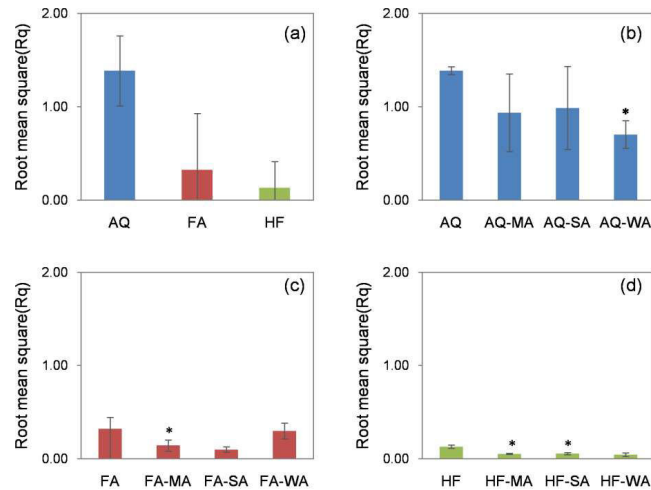 Root mean square(Rq)
2.00
1.00
0.00
(a)
AQ FA HF
Root mean square(Rq)
2.00
1.00
0.00
(b)
*
AQ AQ-MA AQ-SA AQ-WA
Root mean square(Rq)
2.00
1.00
0.00
(c)
*
FA FA-MA FA-SA FA-WA
Root mean square(Rq)
2.00
1.00
0.00
(d)
* *
HF HF-MA HF-SA HF-WA